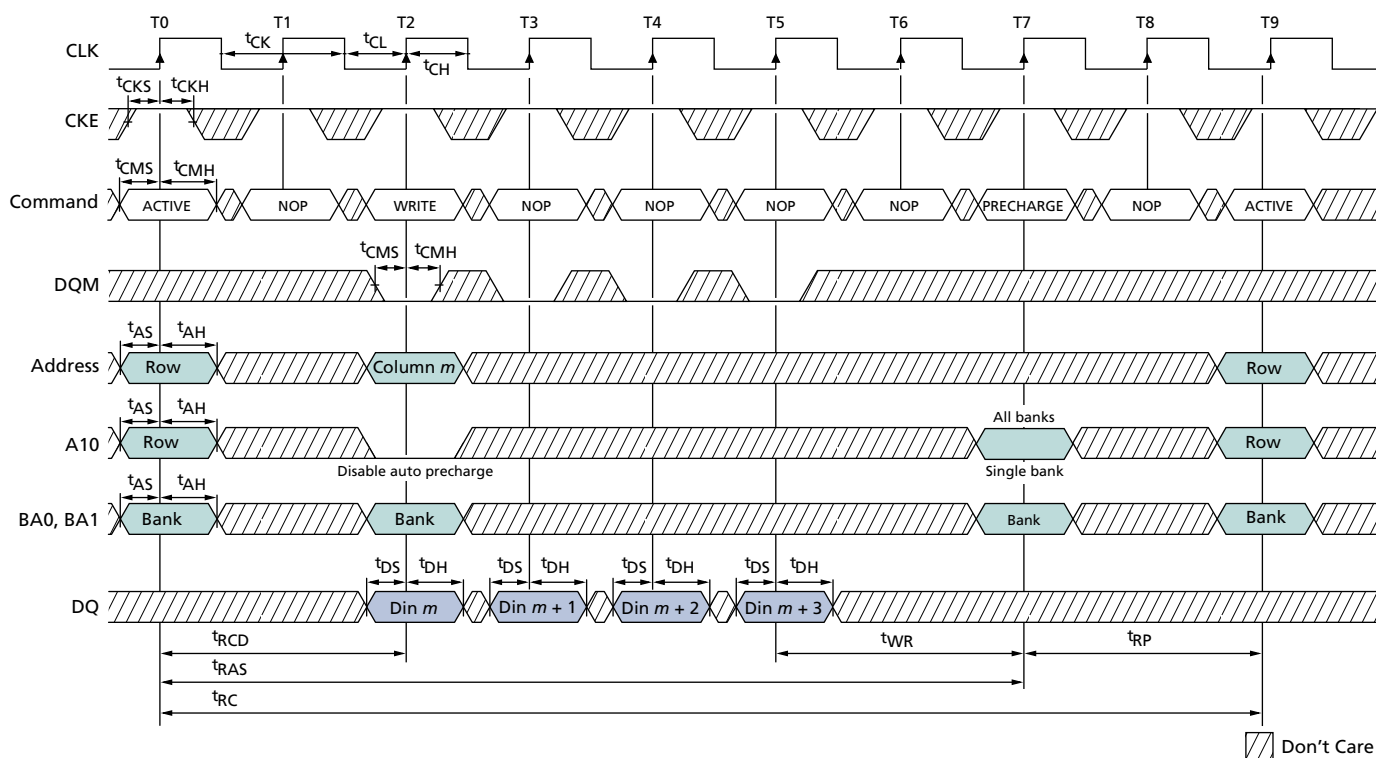 T0 T1 T2 T3 T4 T5 T6 T7 T8 T9
CLK tCK tCL tCH
tCKS tCKH
CKE
tCMS tCMH
Command ACTIVE NOP WRITE NOP NOP NOP NOP PRECHARGE NOP ACTIVE
tCMS tCMH
DQM
tAS tAH
Address Row Column m Row
tAS tAH All banks
A10 Row Row
Disable auto precharge Single bank
tAS tAH
BA0, BA1 Bank Bank Bank Bank
tDS tDH tDS tDH tDS tDH tDS tDH
DQ Din m Din m + 1 Din m + 2 Din m + 3
tRCD tWR tRP
tRAS
tRC
Don't Care